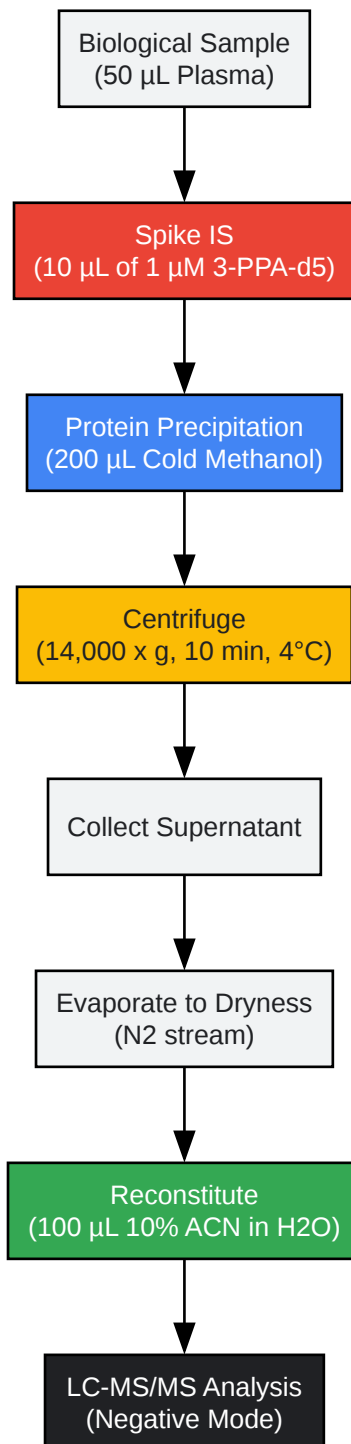 Biological Sample
(50 µL Plasma)
Spike IS
(10 µL of 1 µM 3-PPA-d5)
Protein Precipitation
(200 µL Cold Methanol)
Centrifuge
(14,000 x g, 10 min, 4°C)
Collect Supernatant
Evaporate to Dryness
(N2 stream)
Reconstitute
(100 µL 10% ACN in H2O)
LC-MS/MS Analysis
(Negative Mode)